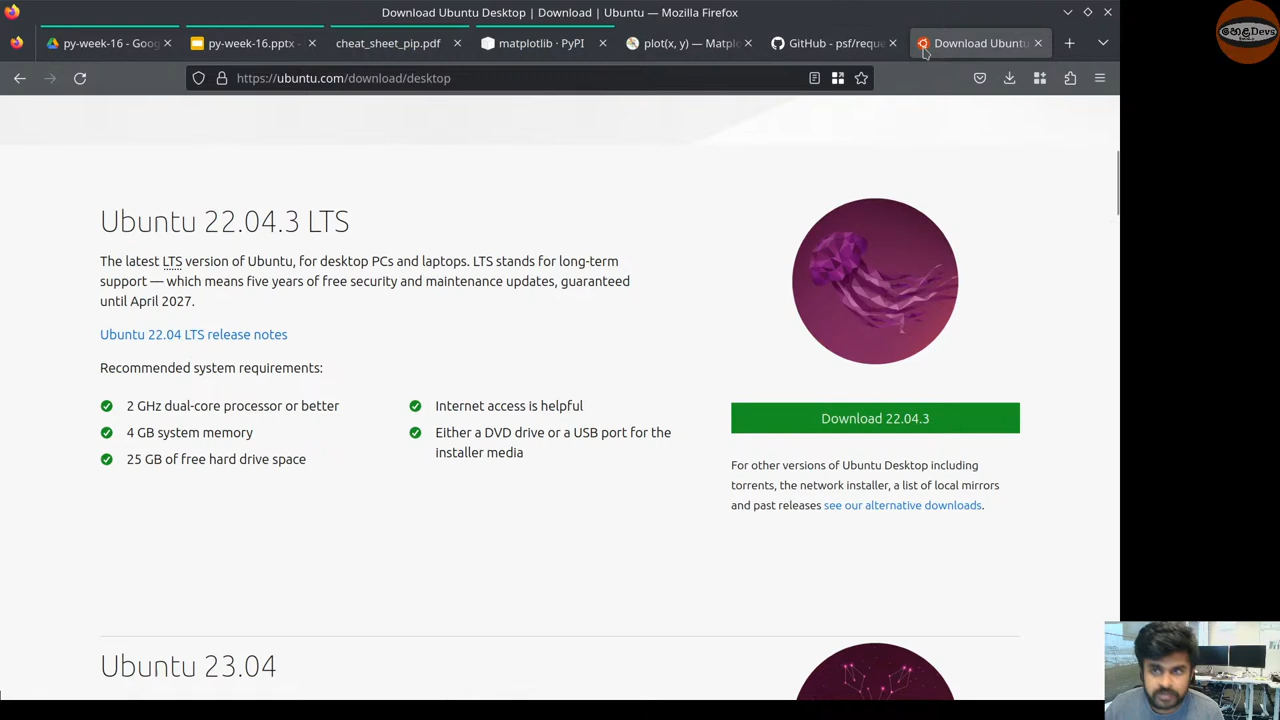 Download Ubuntu Desktop | Download | Ubuntu — Mozilla Firefox
py-week-16 - Goog
py-week-16.pptx -
cheat_sheet_pip.pdf
matplotlib · PyPI
plot(x, y) — Matplo
GitHub - psf/reque
Download Ubuntu
https://ubuntu.com/download/desktop
හෙළDevs
Ubuntu 22.04.3 LTS
The latest LTS version of Ubuntu, for desktop PCs and laptops. LTS stands for long-term
support — which means five years of free security and maintenance updates, guaranteed
until April 2027.
Ubuntu 22.04 LTS release notes
Recommended system requirements:
2 GHz dual-core processor or better
4 GB system memory
25 GB of free hard drive space
Internet access is helpful
Either a DVD drive or a USB port for the
installer media
Download 22.04.3
For other versions of Ubuntu Desktop including
torrents, the network installer, a list of local mirrors
and past releases see our alternative downloads.
Ubuntu 23.04